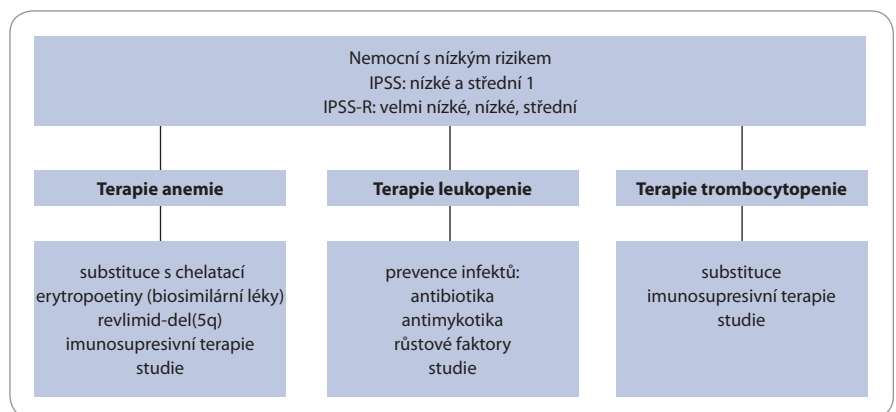 Nemocní s nízkým rizikem
IPSS: nízké a střední 1
IPSS-R: velmi nízké, nízké, střední
Terapie anemie
Terapie leukopenie
Terapie trombocytopenie
substituce s chelatací
erytropoetiny (biosimilární léky)
revlimid-del(5q)
imunosupresivní terapie
studie
prevence infektů:
antibiotika
antimykotika
růstové faktory
studie
substituce
imunosupresivní terapie
studie